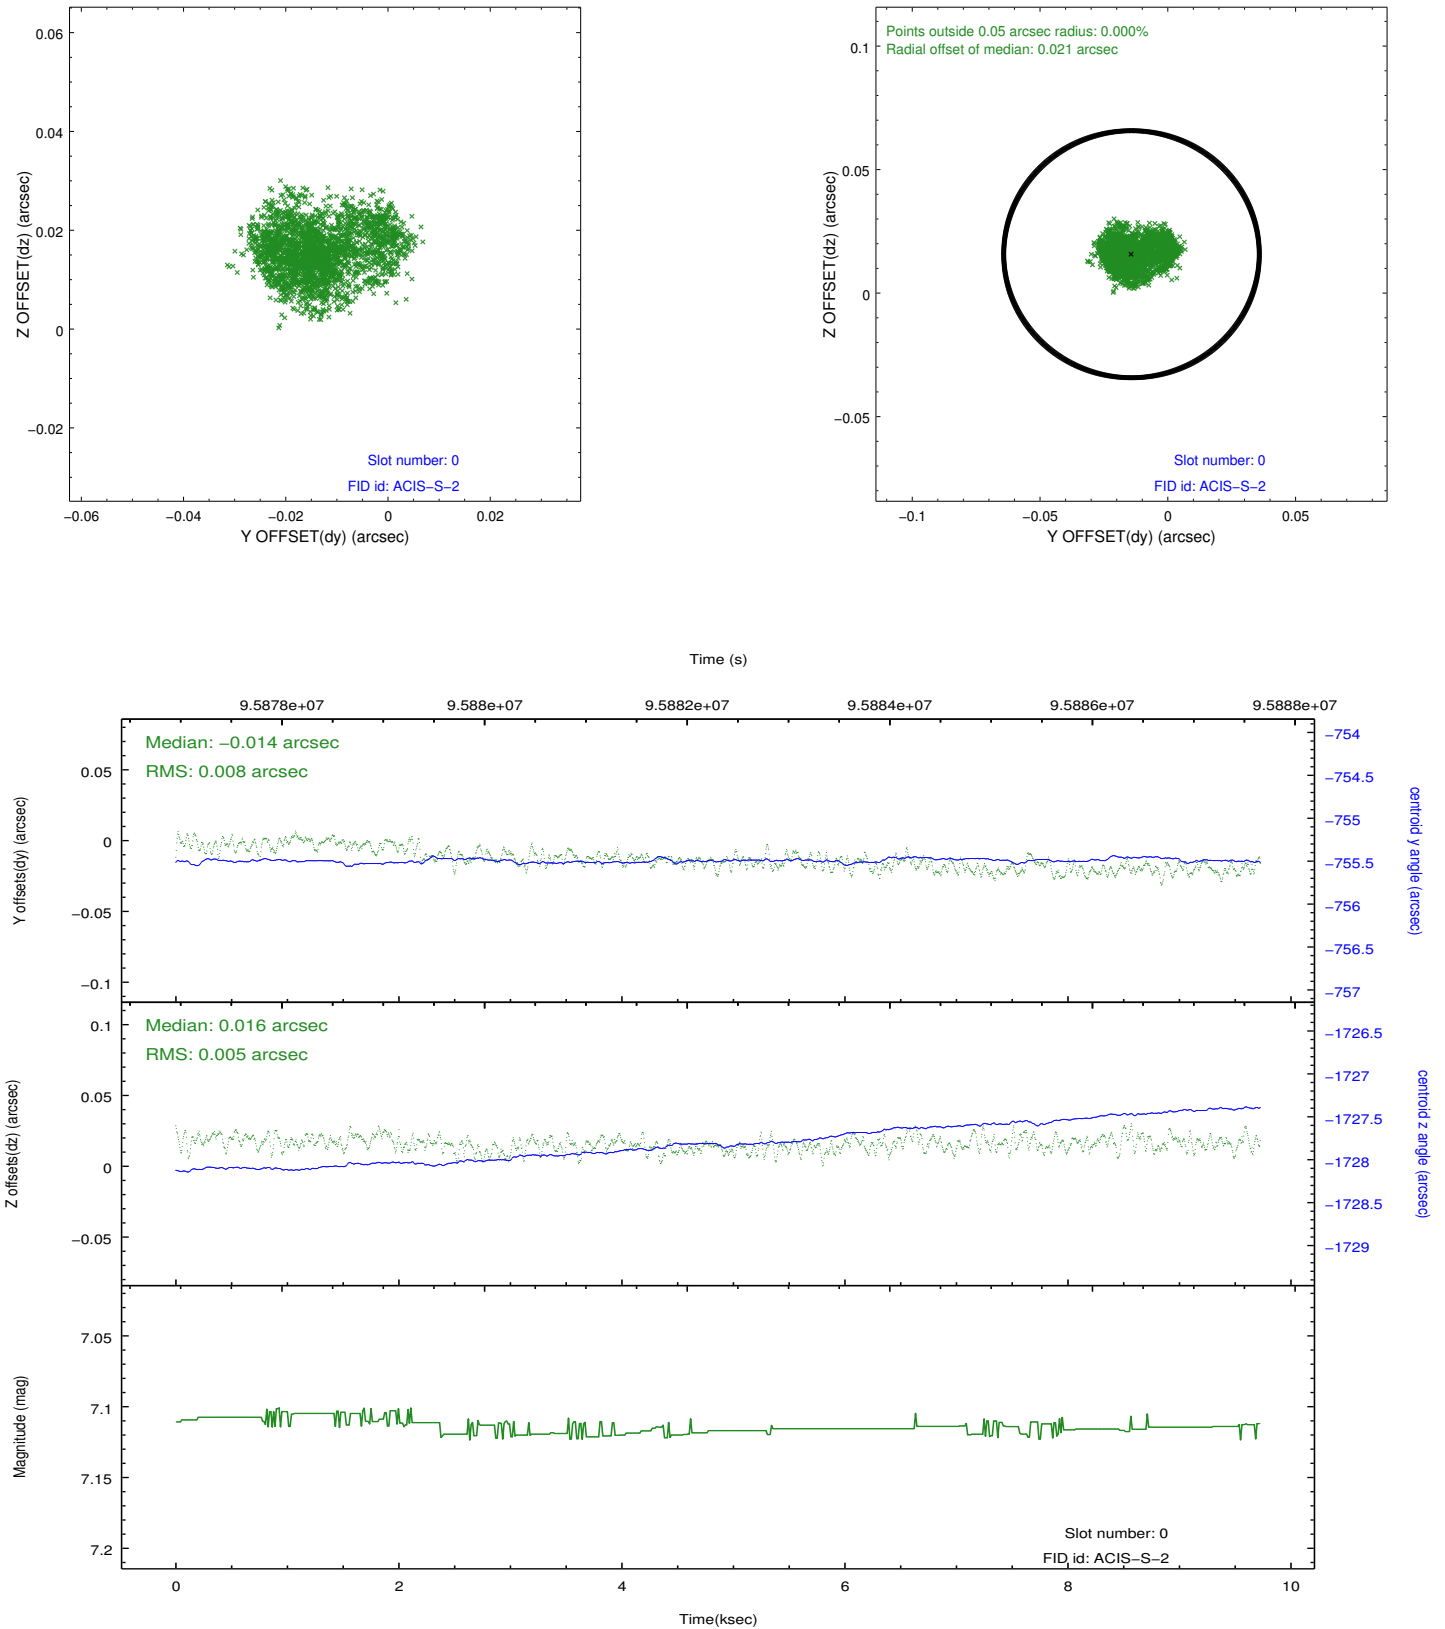 0.06
0.04
0.02
0
−0.02
Z OFFSET(dz) (arcsec)
Slot number: 0
FID id: ACIS−S−2
−0.06
−0.04
−0.02
0
0.02
Y OFFSET(dy) (arcsec)
Points outside 0.05 arcsec radius: 0.000%
Radial offset of median: 0.021 arcsec
0.1
0.05
0
−0.05
Z OFFSET(dz) (arcsec)
Slot number: 0
FID id: ACIS−S−2
−0.1
−0.05
0
0.05
Y OFFSET(dy) (arcsec)
Time (s)
9.5878e+07
9.588e+07
9.5882e+07
9.5884e+07
9.5886e+07
9.5888e+07
Median: −0.014 arcsec
RMS: 0.008 arcsec
0.05
0
−0.05
−0.1
Y offsets(dy) (arcsec)
−754
−754.5
−755
−755.5
−756
−756.5
−757
centroid y angle (arcsec)
Median: 0.016 arcsec
RMS: 0.005 arcsec
0.1
0.05
0
−0.05
Z offsets(dz) (arcsec)
−1726.5
−1727
−1727.5
−1728
−1728.5
−1729
centroid z angle (arcsec)
7.05
7.1
7.15
7.2
Magnitude (mag)
Slot number: 0
FID id: ACIS−S−2
0
2
4
6
8
10
Time(ksec)